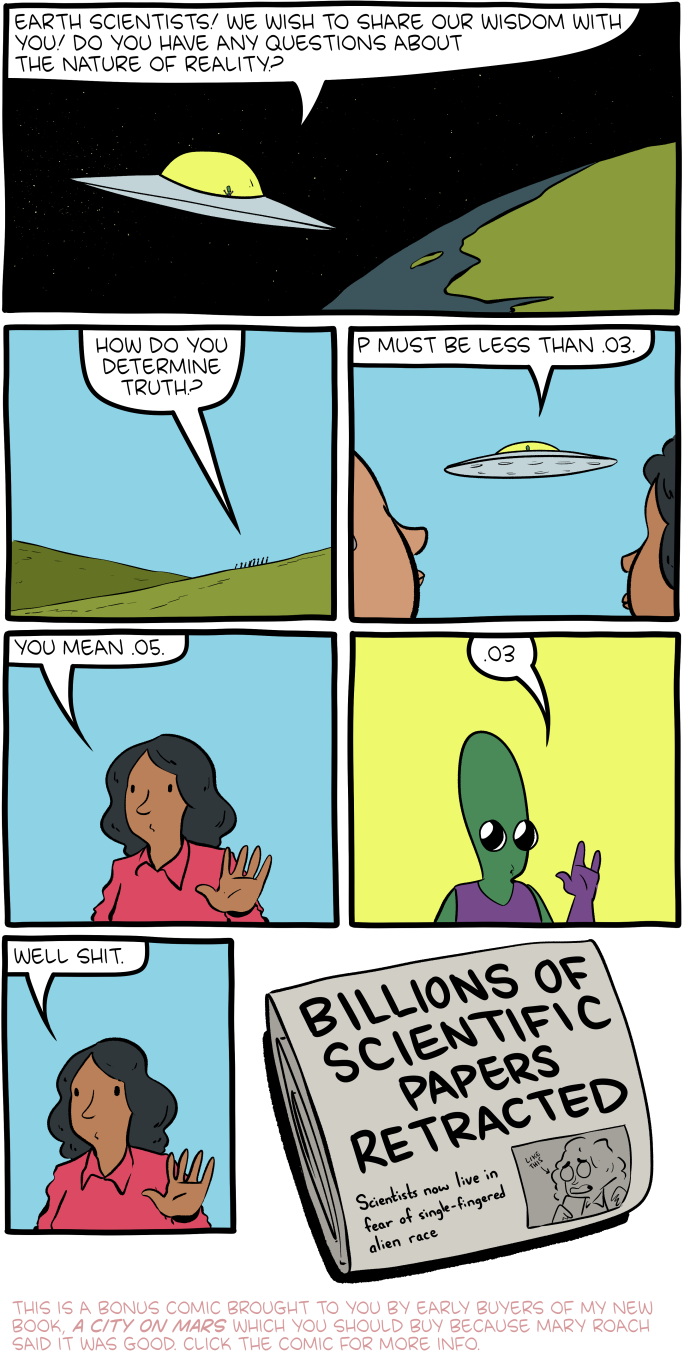 EARTH SCIENTISTS! WE WISH TO SHARE OUR WISDOM WITH
YOU! DO YOU HAVE ANY QUESTIONS ABOUT
THE NATURE OF REALITY?
HOW DO YOU
DETERMINE
TRUTH?
P MUST BE LESS THAN .03.
YOU MEAN .05.
.03
WELL SHIT.
BILLIONS OF
SCIENTIFIC
PAPERS
RETRACTED
Scientists now live in
fear of single-fingered
alien race
LIKE
THIS
THIS IS A BONUS COMIC BROUGHT TO YOU BY EARLY BUYERS OF MY NEW
BOOK, A CITY ON MARS WHICH YOU SHOULD BUY BECAUSE MARY ROACH
SAID IT WAS GOOD. CLICK THE COMIC FOR MORE INFO.